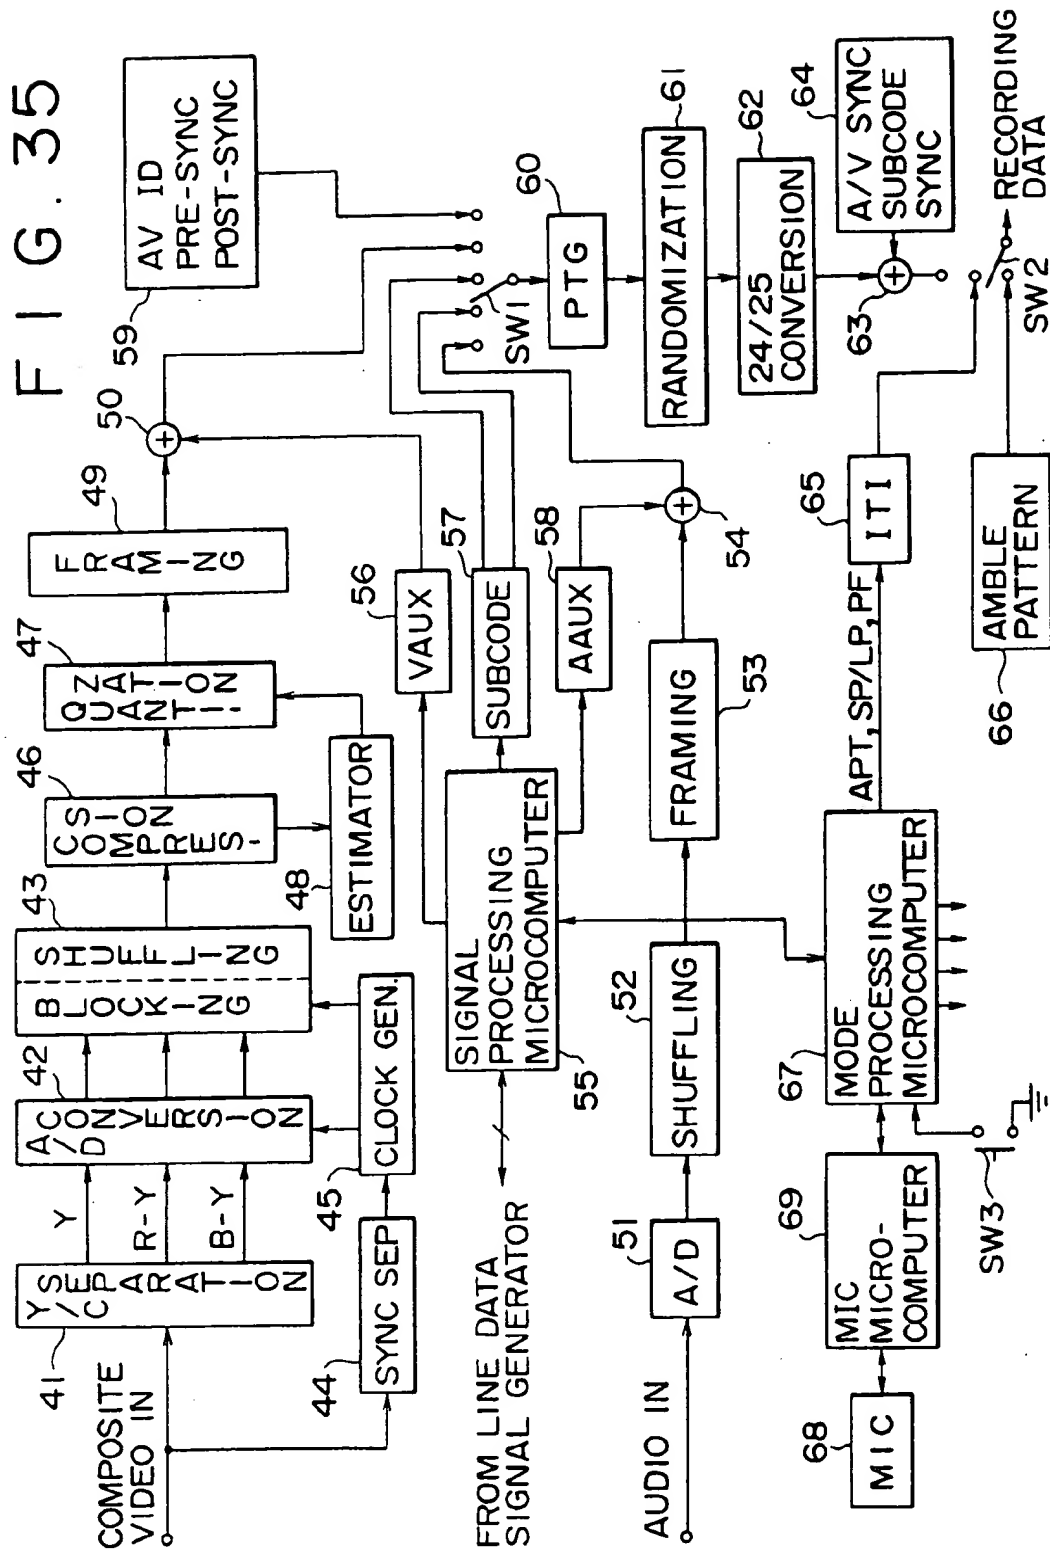 FIG. 35
COMPOSITE
VIDEO IN
41
Y/C
SEPARATION
Y
R-Y
B-Y
42
A/D
CONVERSION
43
BLOCKING
SHUFFLING
46
COMPRES-
SION
47
QUANTI-
ZATION
49
FRAMING
50
+
59
AV ID
PRE-SYNC
POST-SYNC
44
SYNC SEP
45
CLOCK GEN.
48
ESTIMATOR
FROM LINE DATA
SIGNAL GENERATOR
55
SIGNAL
PROCESSING
MICROCOMPUTER
56
VAUX
57
SUBCODE
58
AAUX
SW1
60
PTG
61
RANDOMIZATION
62
24/25
CONVERSION
63
+
64
A/V SYNC
SUBCODE
SYNC
AUDIO IN
51
A/D
52
SHUFFLING
53
FRAMING
54
+
68
MIC
69
MIC
MICRO-
COMPUTER
67
MODE
PROCESSING
MICROCOMPUTER
SW3
APT, SP/LP, PF
65
ITI
66
AMBLE
PATTERN
SW2
RECORDING
DATA